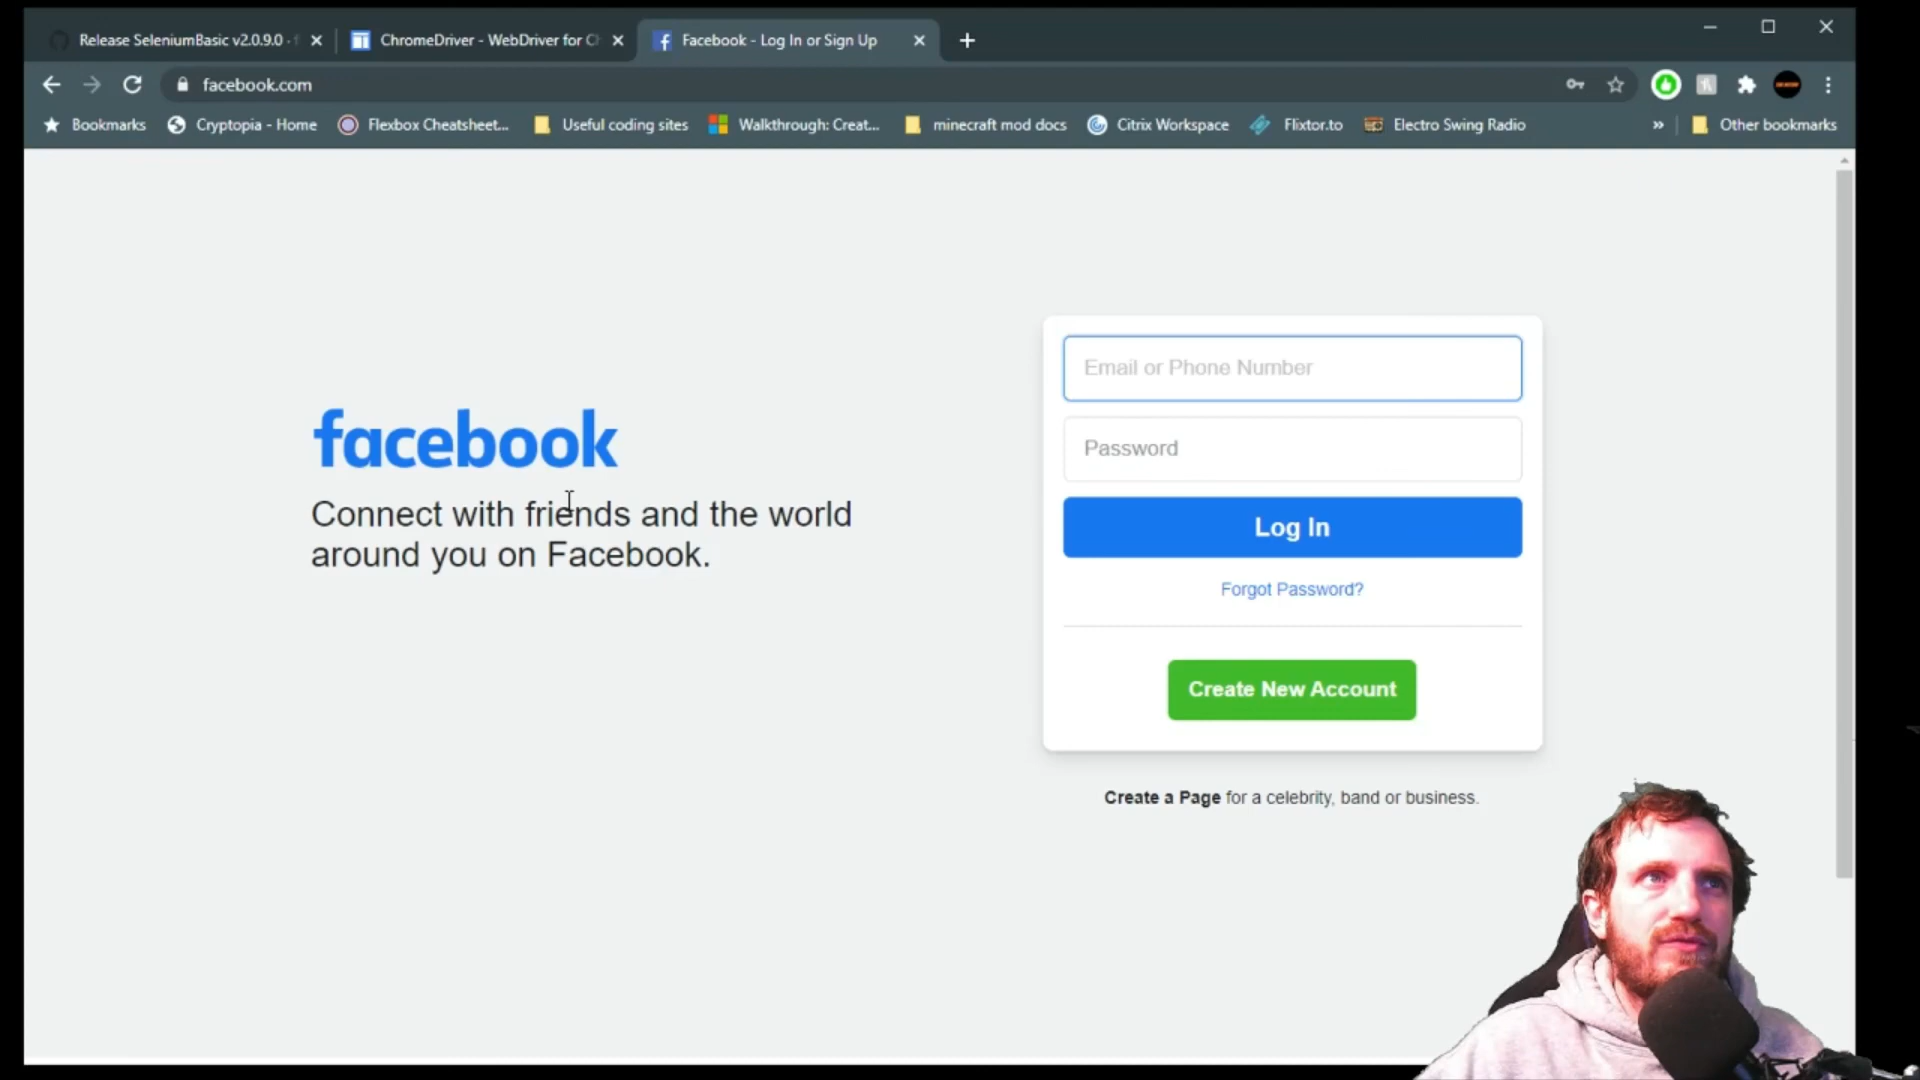 Release SeleniumBasic v2.0.9.0 ·
ChromeDriver - WebDriver for C
Facebook - Log In or Sign Up
facebook.com
Bookmarks
Cryptopia - Home
Flexbox Cheatsheet...
Useful coding sites
Walkthrough: Creat...
minecraft mod docs
Citrix Workspace
Flixtor.to
Electro Swing Radio
»
Other bookmarks
facebook
Connect with friends and the world
around you on Facebook.
Email or Phone Number
Password
Log In
Forgot Password?
Create New Account
Create a Page for a celebrity, band or business.